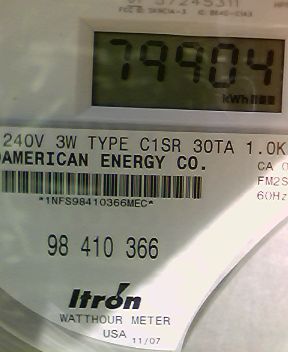 79904
kWh
240V 3W TYPE C1SR 30TA 1.0K
AMERICAN ENERGY CO.
CA
FM2S
60Hz
*1NFS98410366MEC*
98 410 366
Itron
WATTHOUR METER
USA 11/07